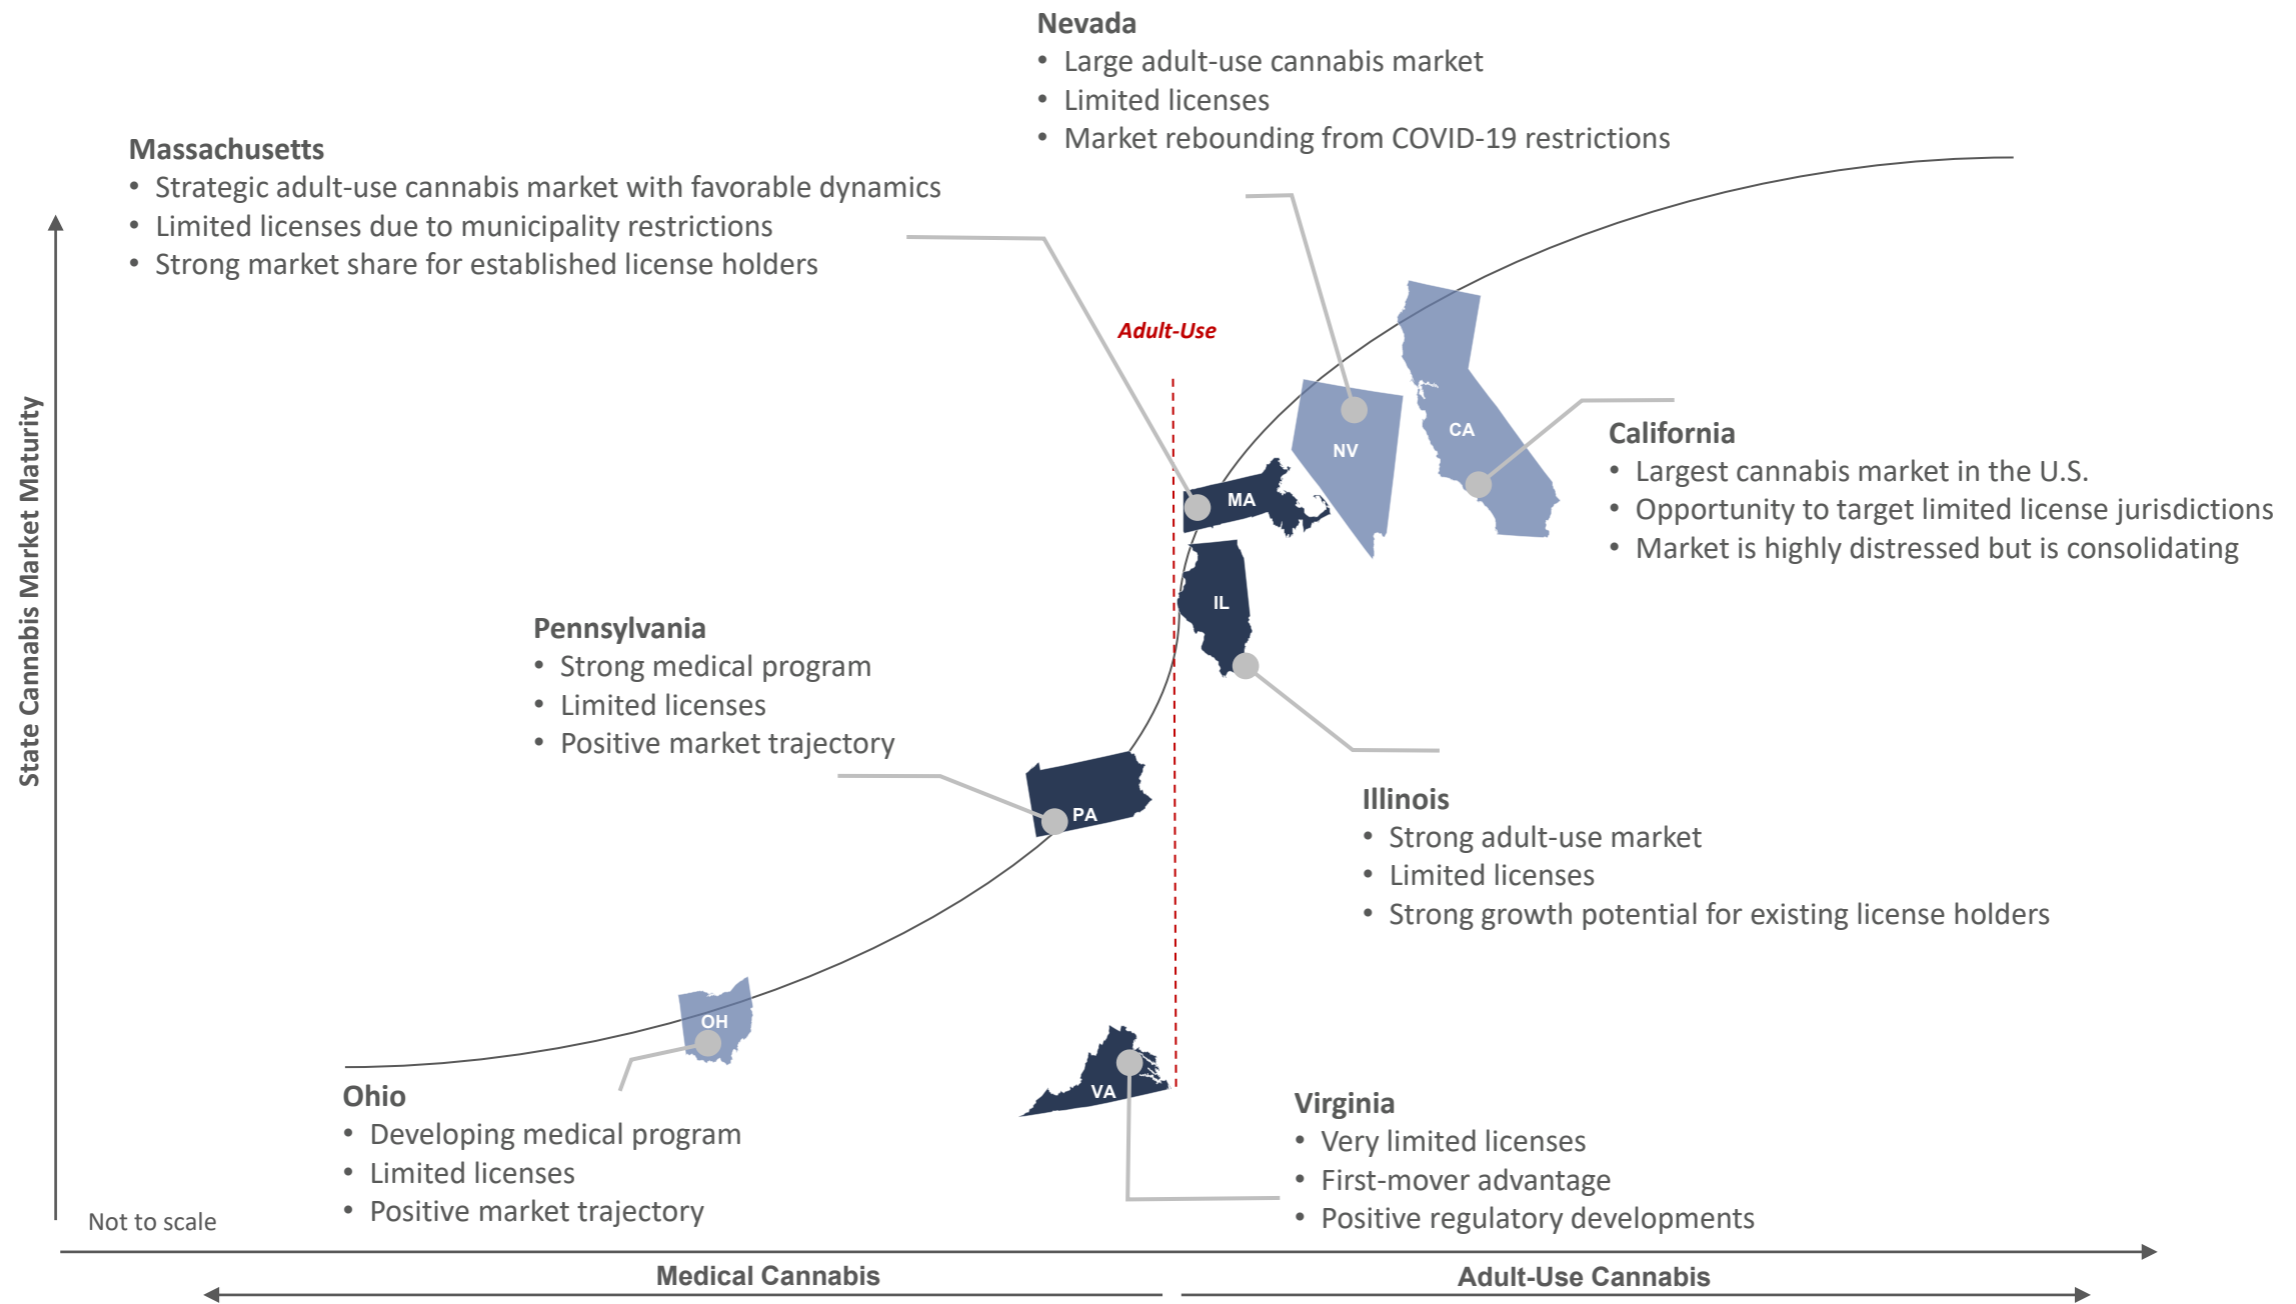 Nevada
• Large adult-use cannabis market
• Limited licenses
• Market rebounding from COVID-19 restrictions
Massachusetts
• Strategic adult-use cannabis market with favorable dynamics
• Limited licenses due to municipality restrictions
• Strong market share for established license holders
Adult-Use
State Cannabis Market Maturity
CA
NV
MA
California
• Largest cannabis market in the U.S.
• Opportunity to target limited license jurisdictions
• Market is highly distressed but is consolidating
IL
Pennsylvania
• Strong medical program
• Limited licenses
• Positive market trajectory
PA
Illinois
• Strong adult-use market
• Limited licenses
• Strong growth potential for existing license holders
OH
VA
Ohio
• Developing medical program
• Limited licenses
• Positive market trajectory
Virginia
• Very limited licenses
• First-mover advantage
• Positive regulatory developments
Not to scale
Medical Cannabis
Adult-Use Cannabis